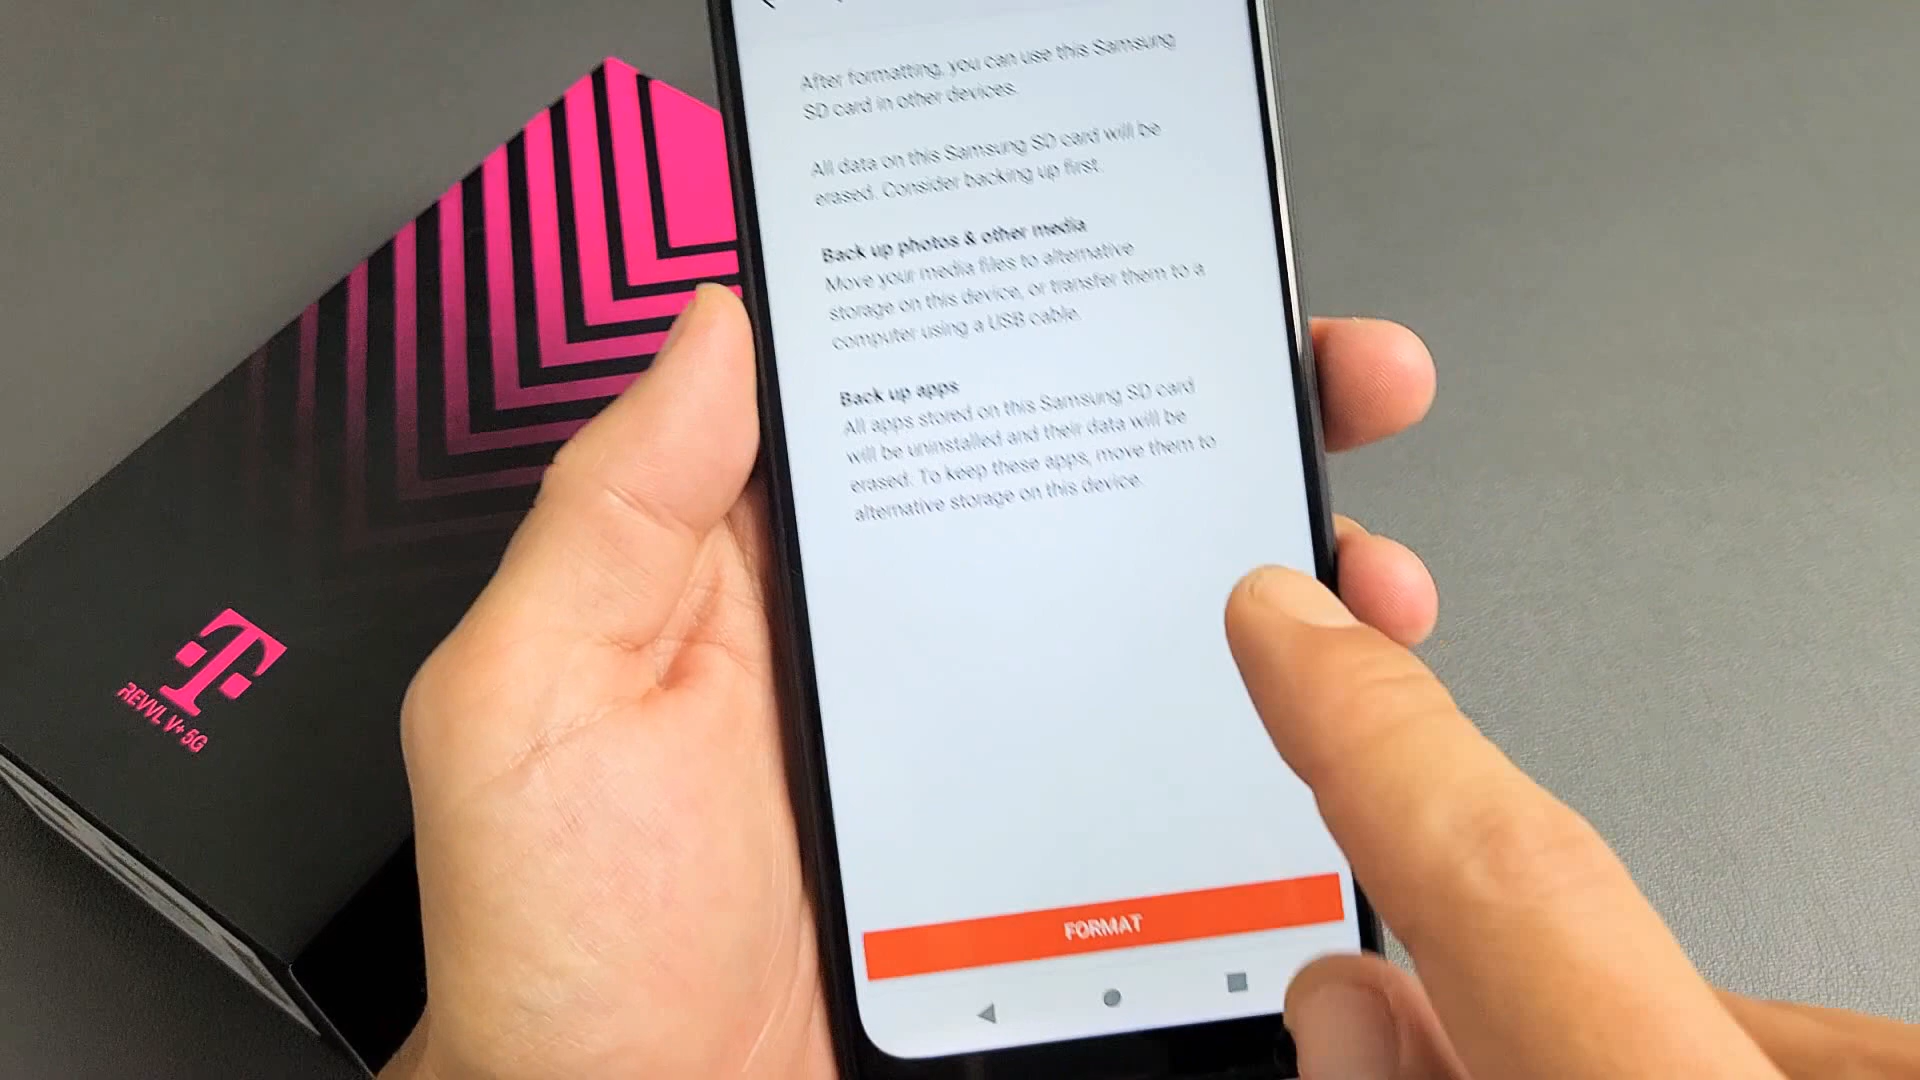 After formatting, you can use this Samsung
SD card in other devices.
All data on this Samsung SD card will be
erased. Consider backing up first.
Back up photos & other media
Move your media files to alternative
storage on this device, or transfer them to a
computer using a USB cable.
Back up apps
All apps stored on this Samsung SD card
will be uninstalled and their data will be
erased. To keep these apps, move them to
alternative storage on this device.
FORMAT
T
REVVL V+ 5G